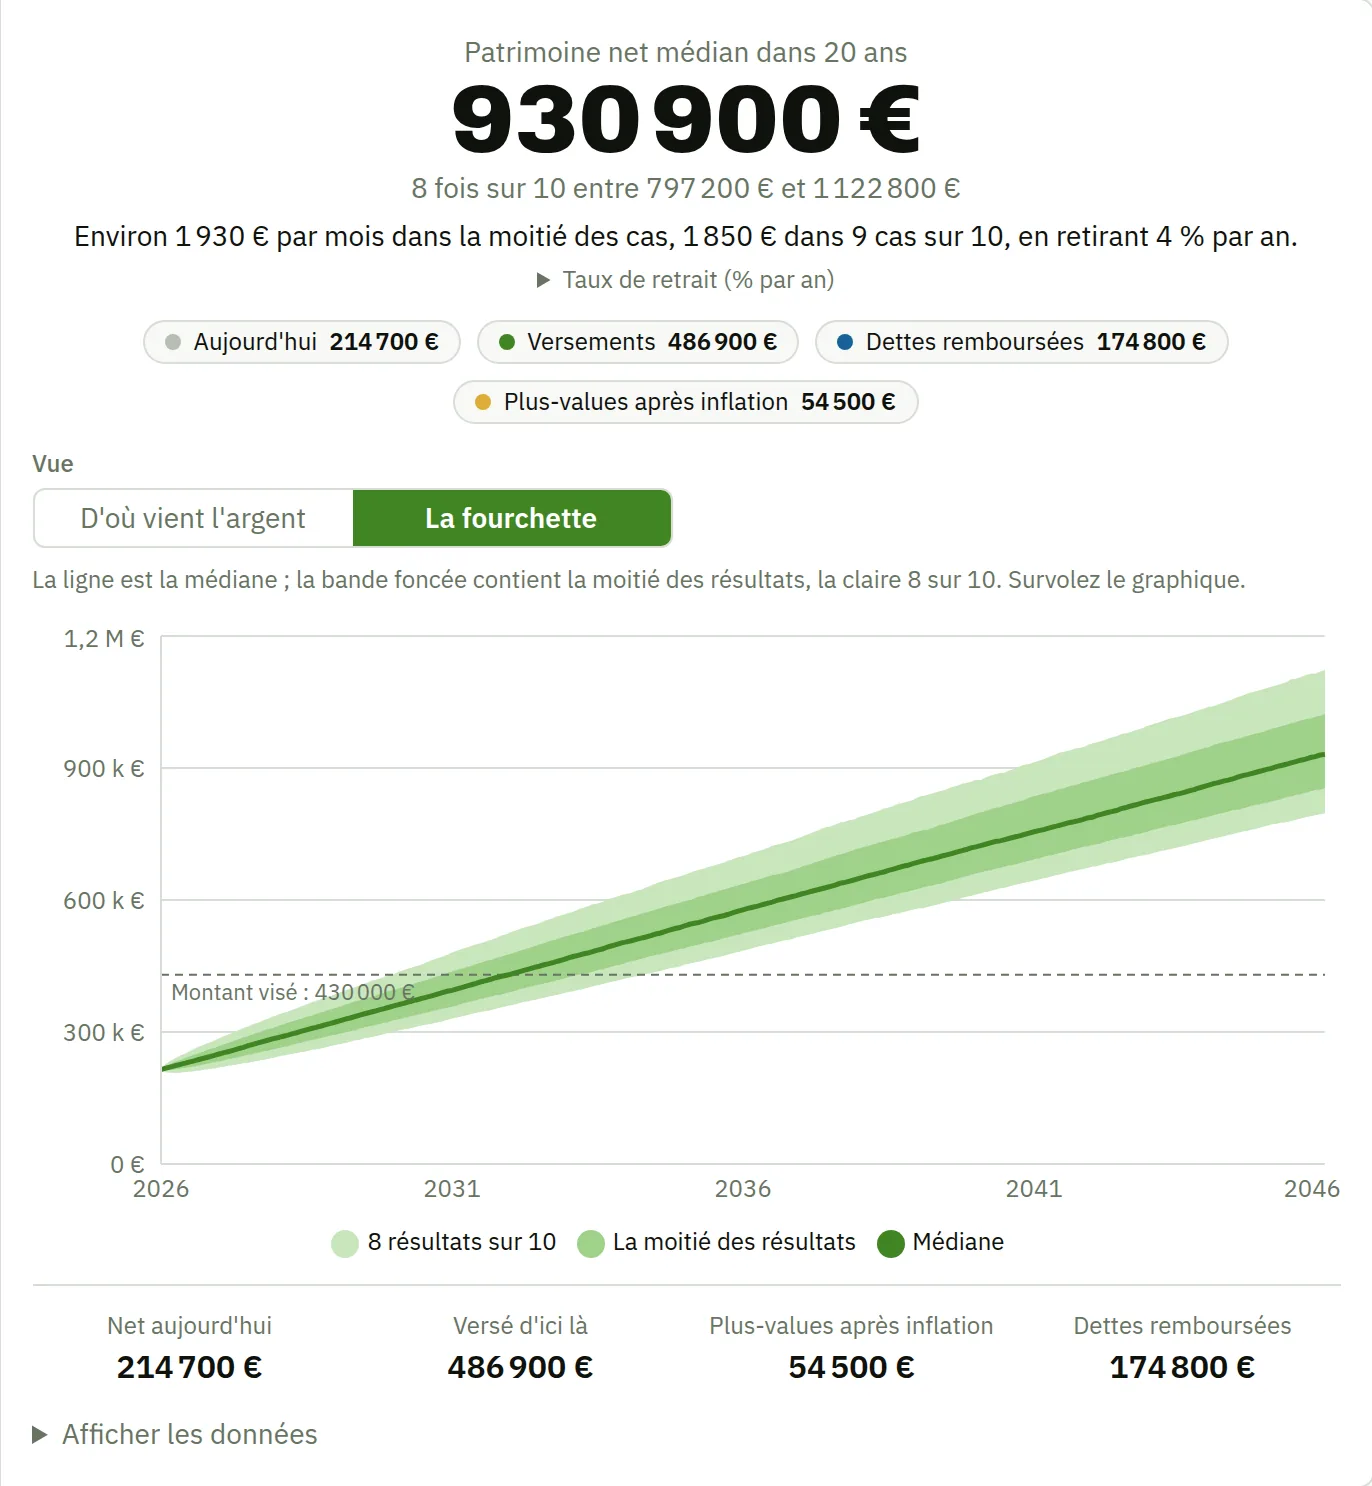 Patrimoine net médian dans 20 ans
930 900 €
8 fois sur 10 entre 797 200 € et 1 122 800 €
Environ 1 930 € par mois dans la moitié des cas, 1 850 € dans 9 cas sur 10, en retirant 4 % par an.
▶ Taux de retrait (% par an)
Aujourd'hui 214 700 €
Versements 486 900 €
Dettes remboursées 174 800 €
Plus-values après inflation 54 500 €
Vue
D'où vient l'argent
La fourchette
La ligne est la médiane ; la bande foncée contient la moitié des résultats, la claire 8 sur 10. Survolez le graphique.
1,2 M €
900 k €
600 k €
Montant visé : 430 000 €
300 k €
0 €
2026 2031 2036 2041 2046
8 résultats sur 10 La moitié des résultats Médiane
Net aujourd'hui
214 700 €
Versé d'ici là
486 900 €
Plus-values après inflation
54 500 €
Dettes remboursées
174 800 €
▶ Afficher les données